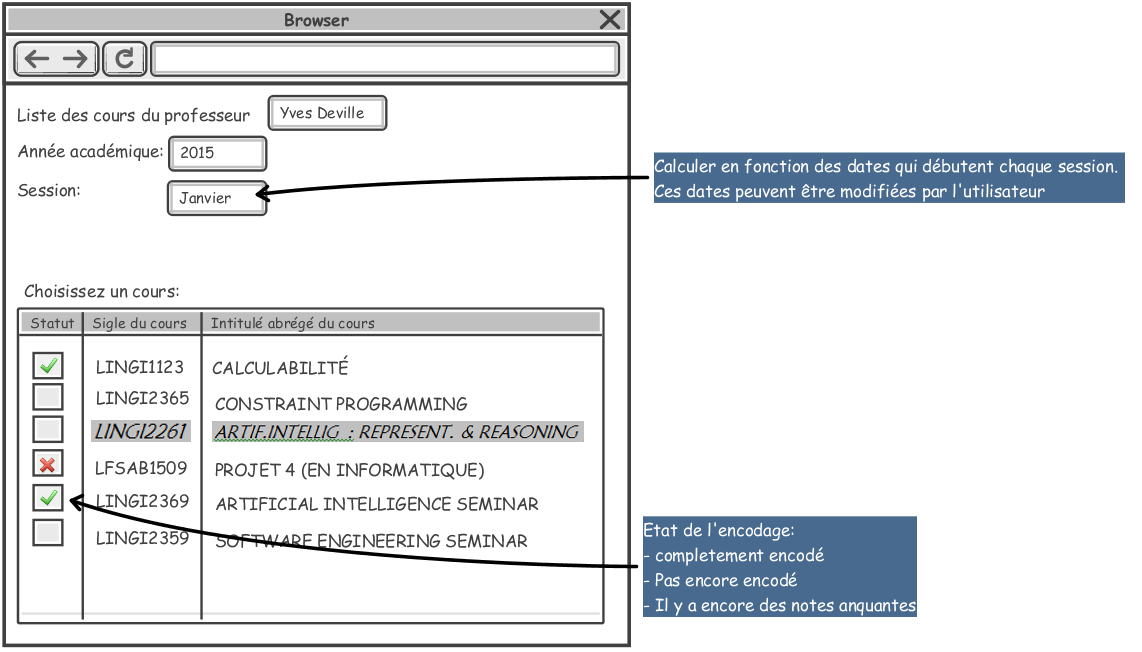 Browser
Liste des cours du professeur Yves Deville
Année académique: 2015
Session: Janvier
Calculer en fonction des dates qui débutent chaque session.
Ces dates peuvent être modifiées par l'utilisateur
Choisissez un cours:
Statut Sigle du cours Intitulé abrégé du cours
LINGI1123 CALCULABILITÉ
LINGI2365 CONSTRAINT PROGRAMMING
LINGI2261 ARTIF.INTELLIG : REPRESENT. & REASONING
LFSAB1509 PROJET 4 (EN INFORMATIQUE)
LINGI2369 ARTIFICIAL INTELLIGENCE SEMINAR
LINGI2359 SOFTWARE ENGINEERING SEMINAR
Etat de l'encodage:
- completement encodé
- Pas encore encodé
- Il y a encore des notes anquantes